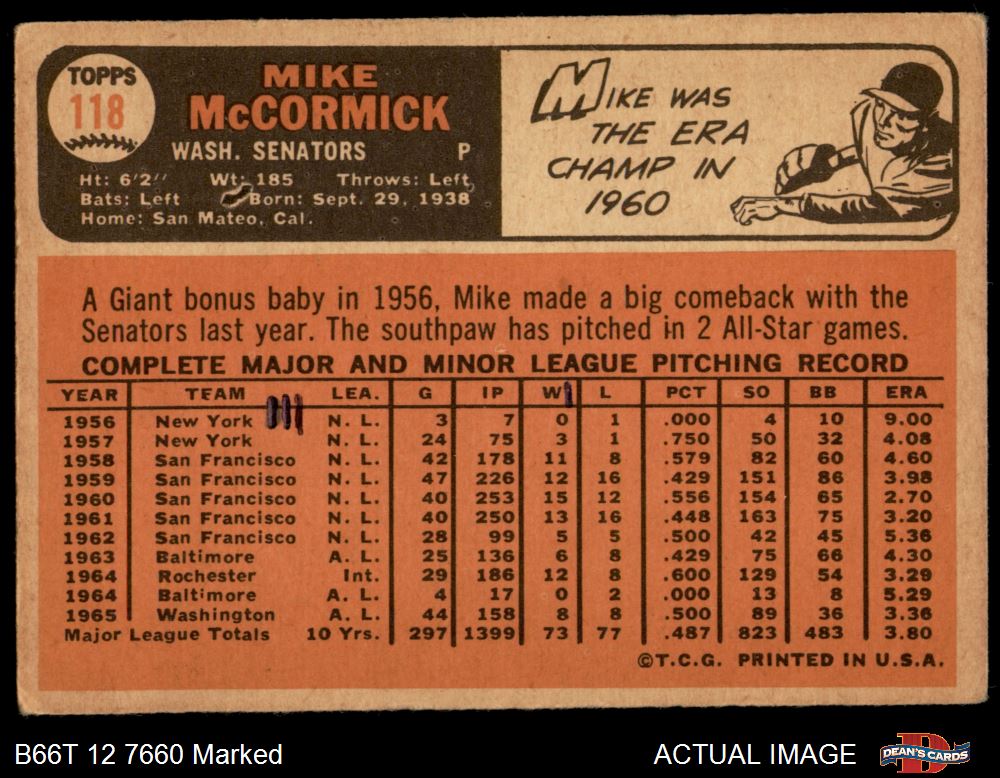 TOPPS
118
MIKE
McCORMICK
WASH. SENATORS P
Ht: 6'2" Wt: 185 Throws: Left
Bats: Left Born: Sept. 29, 1938
Home: San Mateo, Cal.
MIKE WAS
THE ERA
CHAMP IN
1960
A Giant bonus baby in 1956, Mike made a big comeback with the
Senators last year. The southpaw has pitched in 2 All-Star games.
COMPLETE MAJOR AND MINOR LEAGUE PITCHING RECORD
YEAR TEAM LEA. G IP W L PCT SO BB ERA
1956 New York N. L. 3 7 0 1 .000 4 10 9.00
1957 New York N. L. 24 75 3 1 .750 50 32 4.08
1958 San Francisco N. L. 42 178 11 8 .579 82 60 4.60
1959 San Francisco N. L. 47 226 12 16 .429 151 86 3.98
1960 San Francisco N. L. 40 253 15 12 .556 154 65 2.70
1961 San Francisco N. L. 40 250 13 16 .448 163 75 3.20
1962 San Francisco N. L. 28 99 5 5 .500 42 45 5.36
1963 Baltimore A. L. 25 136 6 8 .429 75 66 4.30
1964 Rochester Int. 29 186 12 8 .600 129 54 3.29
1964 Baltimore A. L. 4 17 0 2 .000 13 8 5.29
1965 Washington A. L. 44 158 8 8 .500 89 36 3.36
Major League Totals 10 Yrs. 297 1399 73 77 .487 823 483 3.80
©T.C.G. PRINTED IN U.S.A.
B66T 12 7660 Marked ACTUAL IMAGE
DEAN'S CARDS